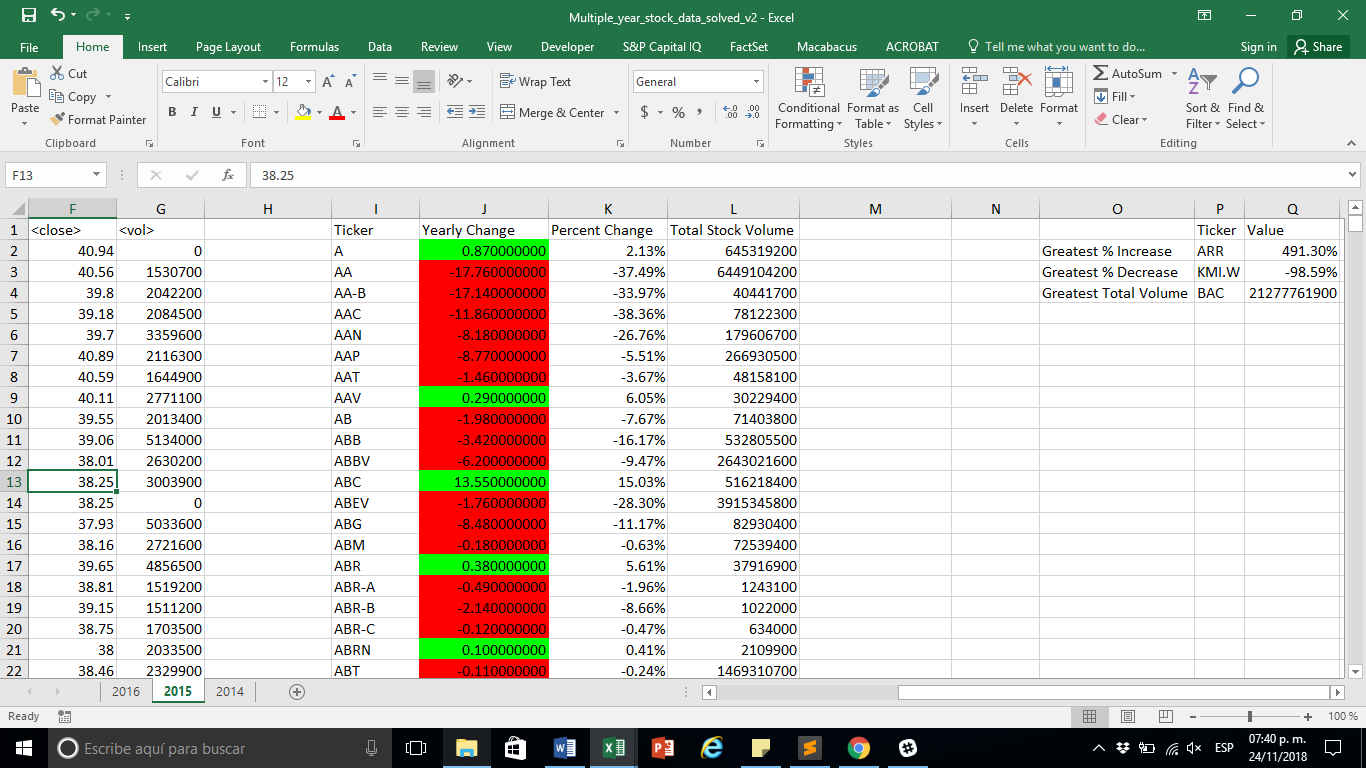 Multiple_year_stock_data_solved_v2 - Excel
File Home Insert Page Layout Formulas Data Review View Developer S&P Capital IQ FactSet Macabacus ACROBAT Tell me what you want to do... Sign in Share
Paste Cut Copy Format Painter
Clipboard
Calibri 12
B I U A
Font
Wrap Text
Merge & Center
Alignment
General
$ % ,
Number
Conditional Formatting Format as Table Cell Styles
Styles
Insert Delete Format
Cells
AutoSum Fill Clear
Sort & Filter Find & Select
Editing
F13 fx 38.25
F G H I J K L M N O P Q
1 <close> <vol> Ticker Yearly Change Percent Change Total Stock Volume Ticker Value
2 40.94 0 A 0.870000000 2.13% 645319200 Greatest % Increase ARR 491.30%
3 40.56 1530700 AA -17.760000000 -37.49% 6449104200 Greatest % Decrease KMI.W -98.59%
4 39.8 2042200 AA-B -17.140000000 -33.97% 40441700 Greatest Total Volume BAC 21277761900
5 39.18 2084500 AAC -11.860000000 -38.36% 78122300
6 39.7 3359600 AAN -8.180000000 -26.76% 179606700
7 40.89 2116300 AAP -8.770000000 -5.51% 266930500
8 40.59 1644900 AAT -1.460000000 -3.67% 48158100
9 40.11 2771100 AAV 0.290000000 6.05% 30229400
10 39.55 2013400 AB -1.980000000 -7.67% 71403800
11 39.06 5134000 ABB -3.420000000 -16.17% 532805500
12 38.01 2630200 ABBV -6.200000000 -9.47% 2643021600
13 38.25 3003900 ABC 13.550000000 15.03% 516218400
14 38.25 0 ABEV -1.760000000 -28.30% 3915345800
15 37.93 5033600 ABG -8.480000000 -11.17% 82930400
16 38.16 2721600 ABM -0.180000000 -0.63% 72539400
17 39.65 4856500 ABR 0.380000000 5.61% 37916900
18 38.81 1519200 ABR-A -0.490000000 -1.96% 1243100
19 39.15 1511200 ABR-B -2.140000000 -8.66% 1022000
20 38.75 1703500 ABR-C -0.120000000 -0.47% 634000
21 38 2033500 ABRN 0.100000000 0.41% 2109900
22 38.46 2329900 ABT -0.110000000 -0.24% 1469310700
2016 2015 2014
Ready 100 %
Escribe aquí para buscar ESP 07:40 p. m.
24/11/2018